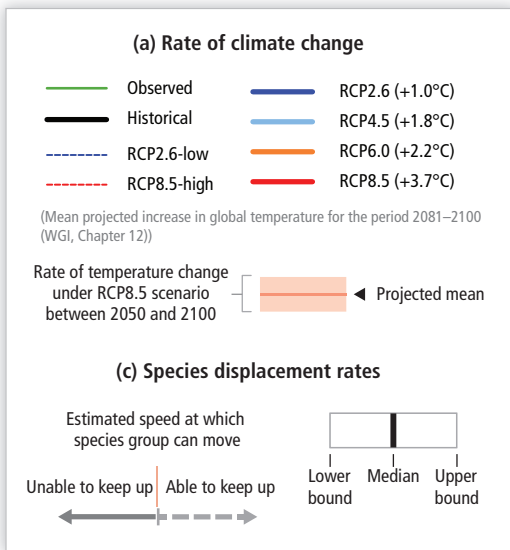 (a) Rate of climate change
Observed
Historical
RCP2.6-low
RCP8.5-high
RCP2.6 (+1.0°C)
RCP4.5 (+1.8°C)
RCP6.0 (+2.2°C)
RCP8.5 (+3.7°C)
(Mean projected increase in global temperature for the period 2081–2100
(WGI, Chapter 12))
Rate of temperature change
under RCP8.5 scenario
between 2050 and 2100
Projected mean
(c) Species displacement rates
Estimated speed at which
species group can move
Unable to keep up
Able to keep up
Lower
bound
Median
Upper
bound